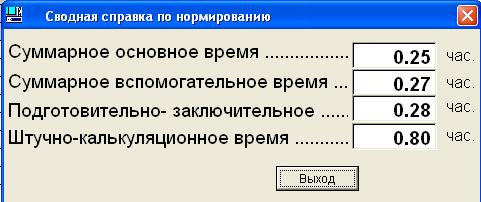 Сводная справка по нормированию
Суммарное основное время .............. 0.25 час.
Суммарное вспомогательное время ... 0.27 час.
Подготовительно- заключительное ...... 0.28 час.
Штучно-калькуляционное время ........... 0.80 час.
Выход